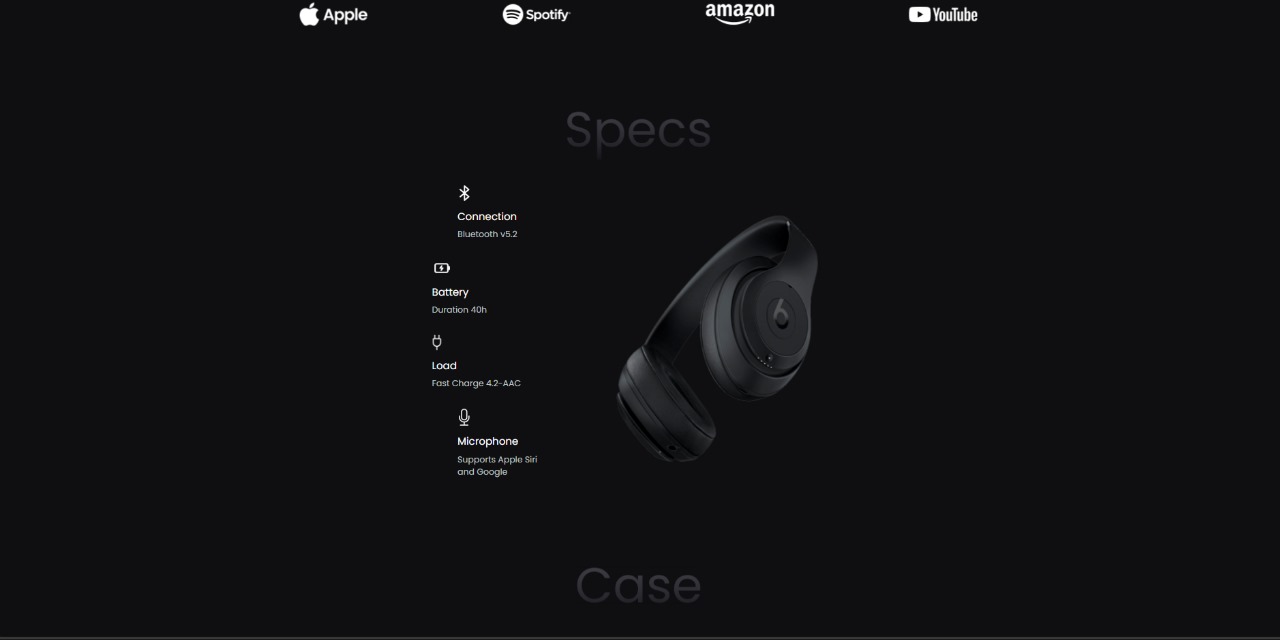 Apple
Spotify
amazon
YouTube
Specs
Connection
Bluetooth v5.2
Battery
Duration 40h
Load
Fast Charge 4.2-AAC
Microphone
Supports Apple Siri
and Google
Case